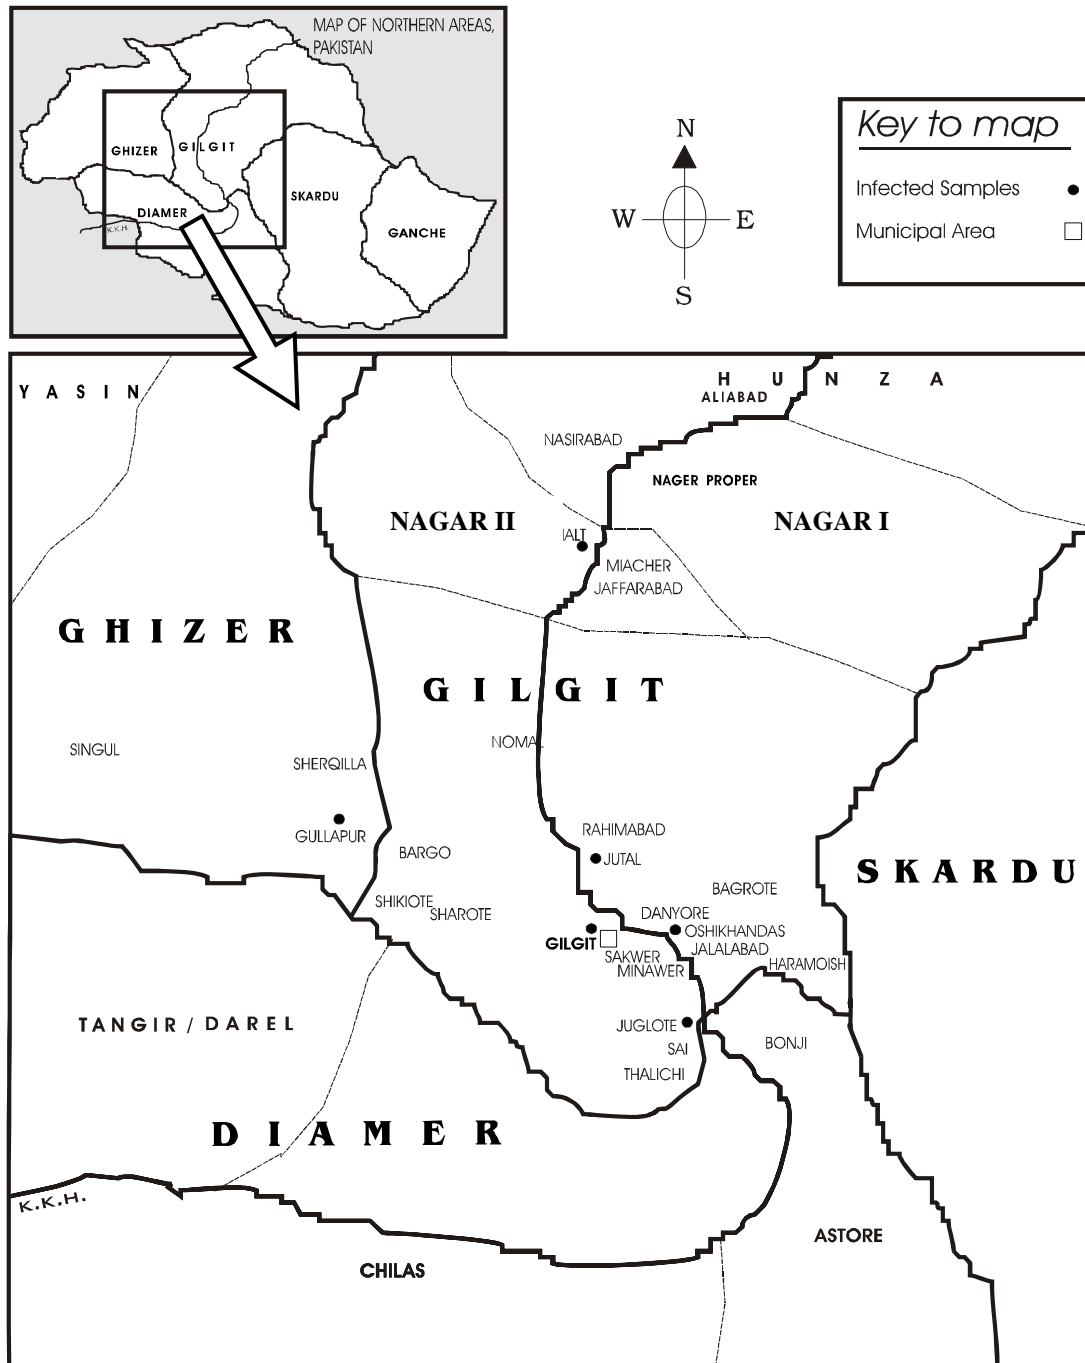 MAP OF NORTHERN AREAS,
PAKISTAN
GHIZER
GILGIT
DIAMER
K.K.H.
SKARDU
GANCHE
N
W
E
S
Key to map
Infected Samples
Municipal Area
YASIN
HUNZA
ALIABAD
NASIRABAD
NAGER PROPER
NAGAR II
NAGAR I
MIACHER
JAFFARABAD
GHIZER
GILGIT
NOMAL
SINGUL
SHERQILLA
GULLAPUR
BARGO
RAHIMABAD
JUTAL
SKARDU
BAGROTE
SHIKIOTE
SHAROTE
DANYORE
OSHIKHANDAS
GILGIT
JALALABAD
SAKWER
MINAWER
HARAMOISH
TANGIR / DAREL
JUGLOTE
SAI
BONJI
THALICHI
DIAMER
K.K.H.
ASTORE
CHILAS